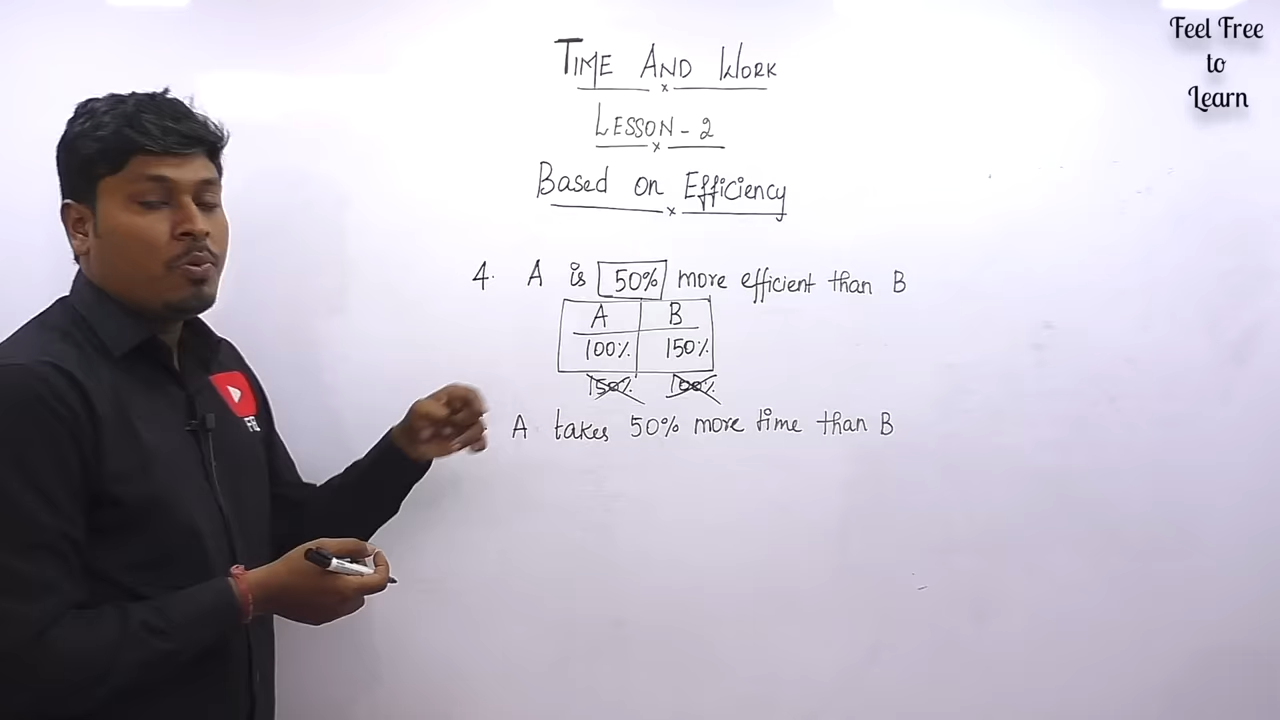 Feel Free
to
Learn
TIME AND WORK
LESSON - 2
Based on Efficiency
4. A is 50% more efficient than B
A B
100% 150%
150% 100%
A takes 50% more time than B